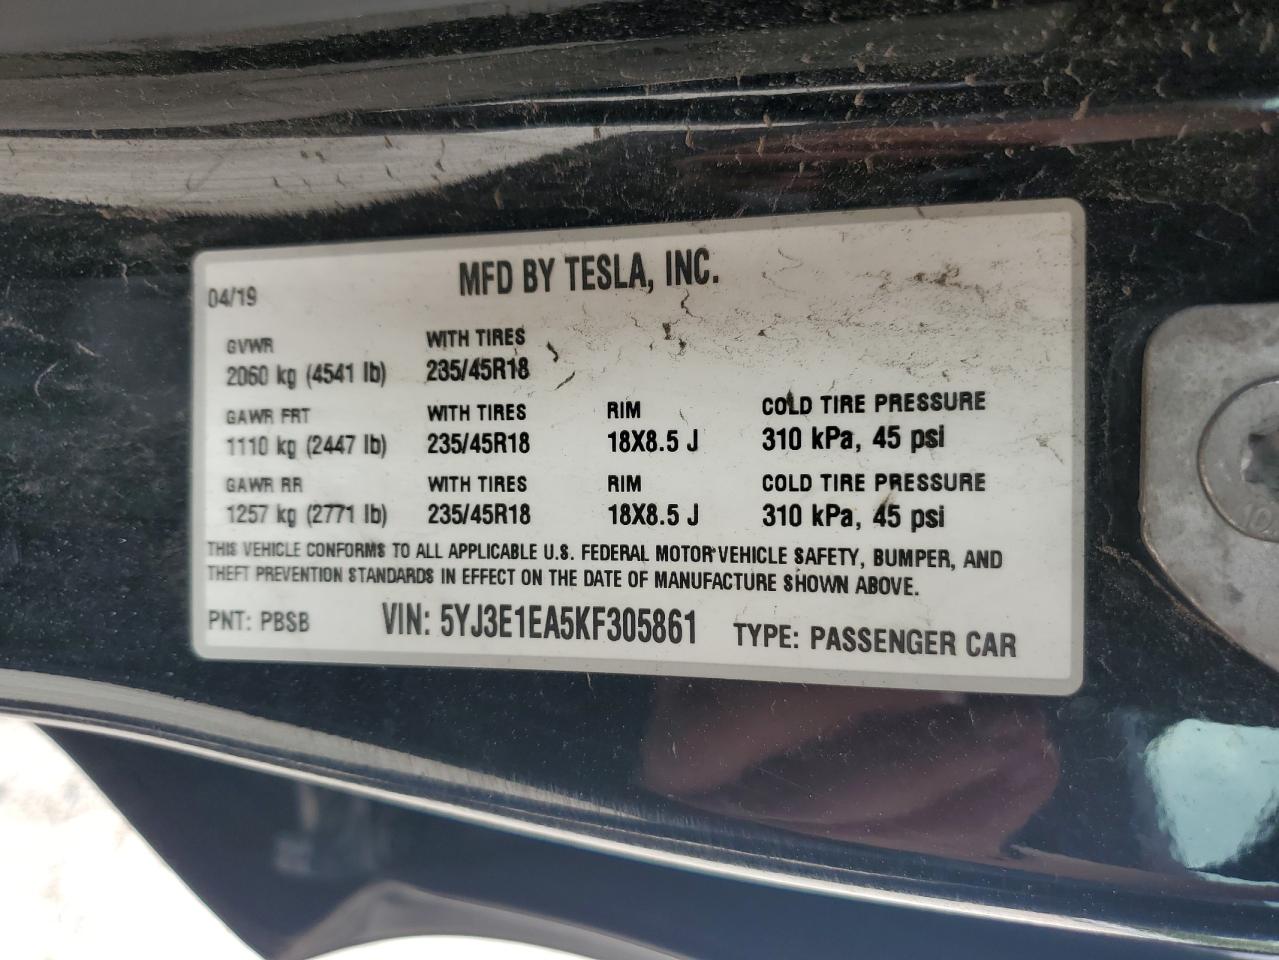 MFD BY TESLA, INC.
04/19
GVWR WITH TIRES
2060 kg (4541 lb) 235/45R18
GAWR FRT WITH TIRES RIM COLD TIRE PRESSURE
1110 kg (2447 lb) 235/45R18 18X8.5 J 310 kPa, 45 psi
GAWR RR WITH TIRES RIM COLD TIRE PRESSURE
1257 kg (2771 lb) 235/45R18 18X8.5 J 310 kPa, 45 psi
THIS VEHICLE CONFORMS TO ALL APPLICABLE U.S. FEDERAL MOTOR VEHICLE SAFETY, BUMPER, AND
THEFT PREVENTION STANDARDS IN EFFECT ON THE DATE OF MANUFACTURE SHOWN ABOVE.
PNT: PBSB VIN: 5YJ3E1EA5KF305861 TYPE: PASSENGER CAR